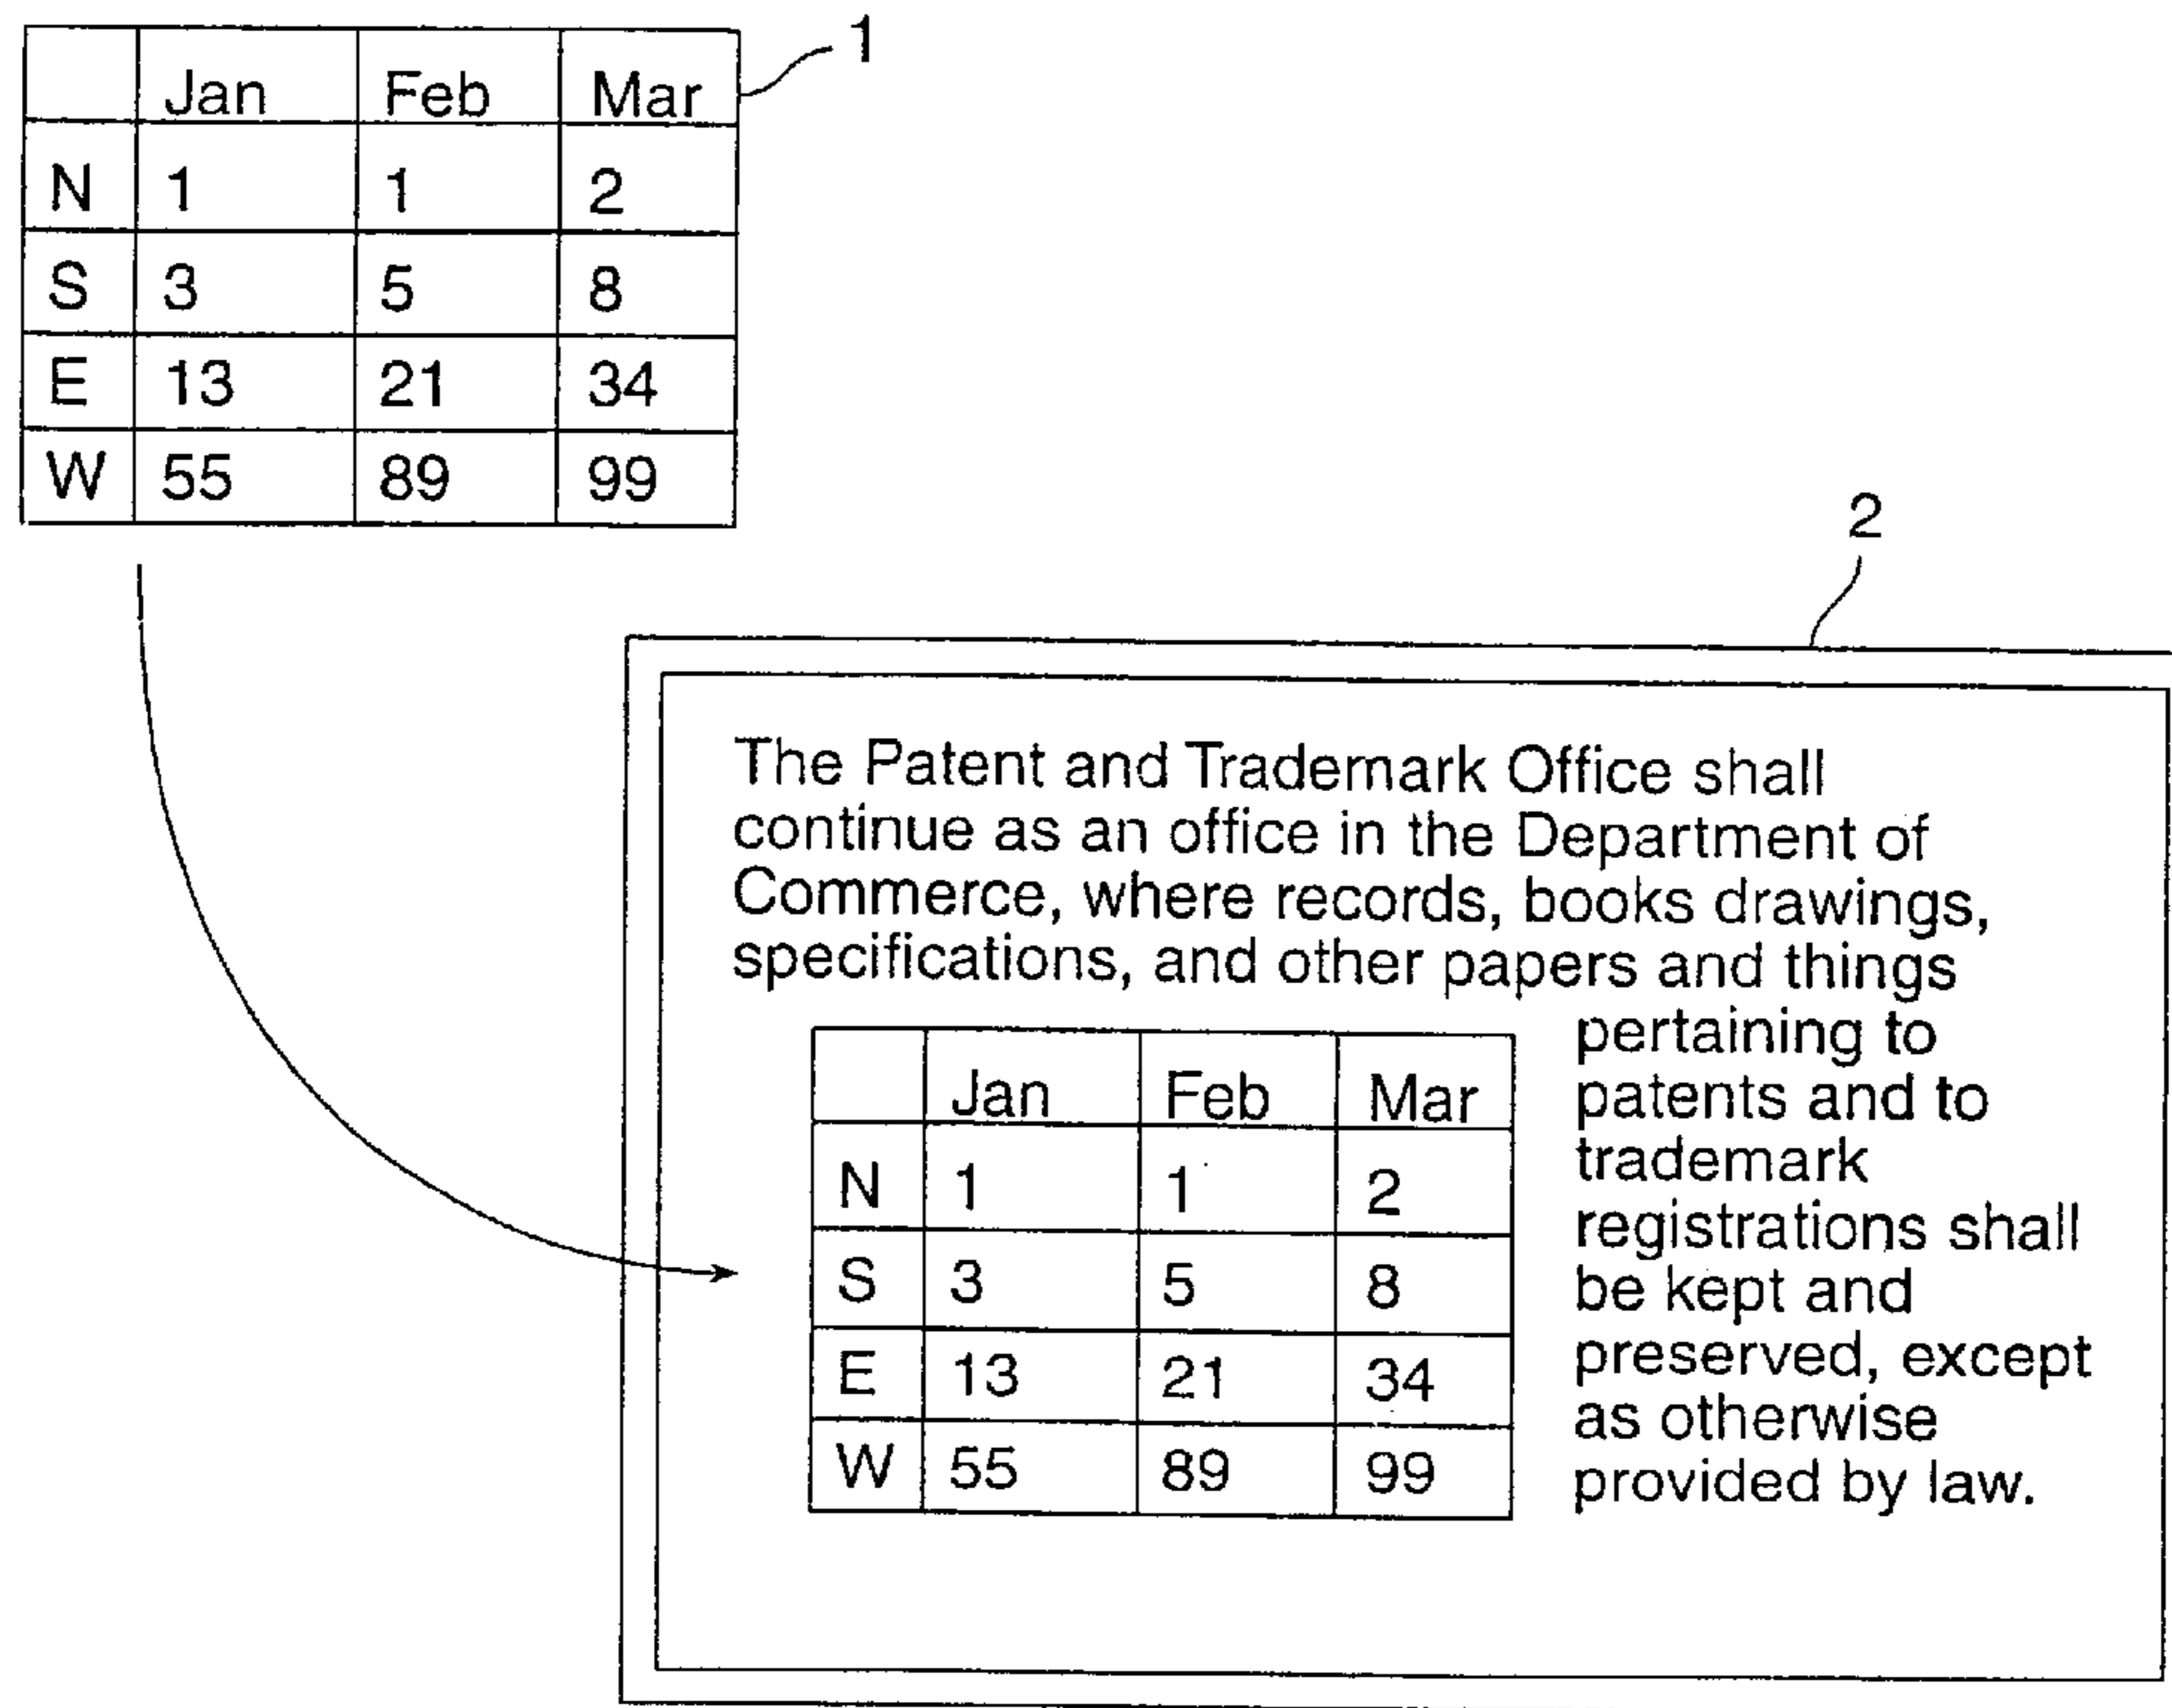 1
Jan Feb Mar
N 1 1 2
S 3 5 8
E 13 21 34
W 55 89 99
2
The Patent and Trademark Office shall
continue as an office in the Department of
Commerce, where records, books drawings,
specifications, and other papers and things
pertaining to
patents and to
trademark
registrations shall
be kept and
preserved, except
as otherwise
provided by law.
Jan Feb Mar
N 1 1 2
S 3 5 8
E 13 21 34
W 55 89 99